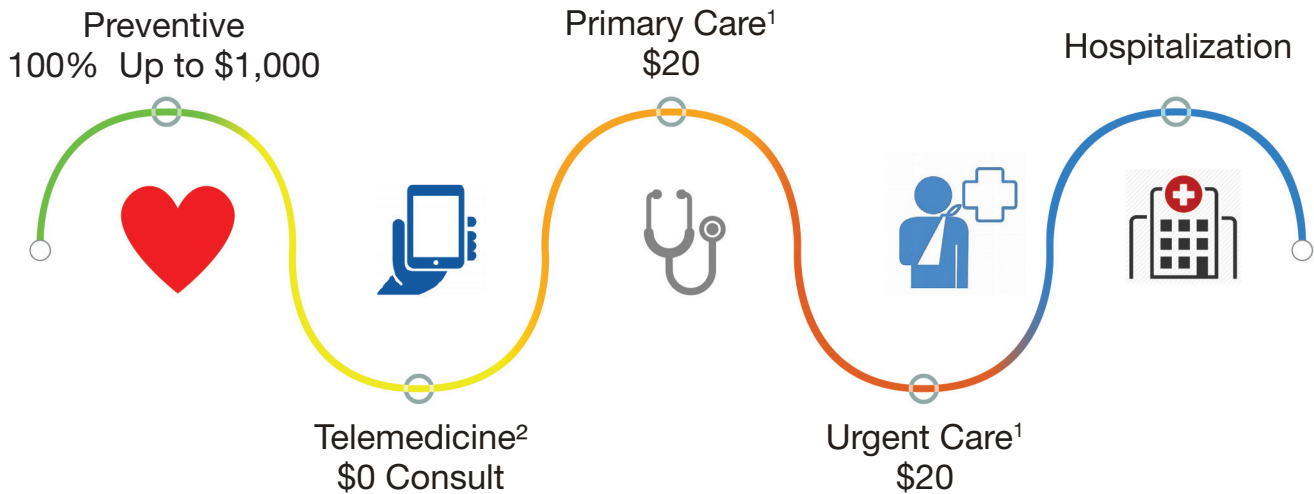 Preventive
100% Up to $1,000
Telemedicine²
$0 Consult
Primary Care¹
$20
Urgent Care¹
$20
Hospitalization